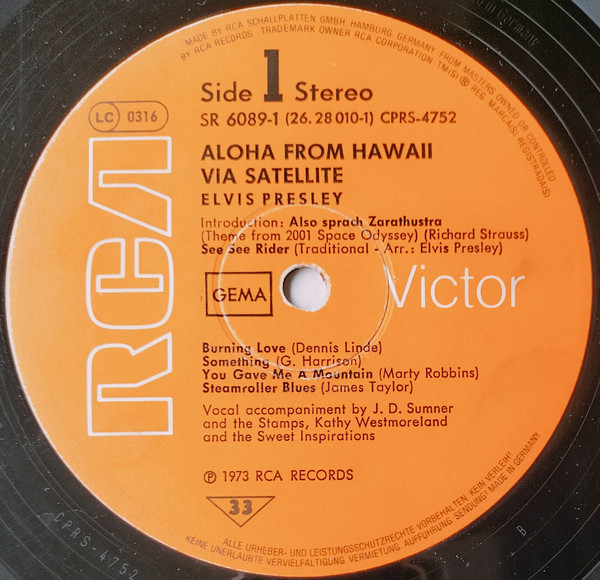 MADE BY RCA SCHALLPLATTEN GMBH, HAMBURG, GERMANY, FROM MASTERS OWNED OR CONTROLLED
BY RCA RECORDS TRADEMARK OWNER RCA CORPORATION TM(S) ® REG. MARCA(S) REGISTRADA(S)
Side 1 Stereo
LC 0316
SR 6089-1 (26.28 010-1) CPRS-4752
RCA
ALOHA FROM HAWAII
VIA SATELLITE
ELVIS PRESLEY
Introduction: Also sprach Zarathustra
(Theme from 2001 Space Odyssey) (Richard Strauss)
See See Rider (Traditional - Arr.: Elvis Presley)
GEMA
Victor
Burning Love (Dennis Linde)
Something (G. Harrison)
You Gave Me A Mountain (Marty Robbins)
Steamroller Blues (James Taylor)
Vocal accompaniment by J. D. Sumner
and the Stamps, Kathy Westmoreland
and the Sweet Inspirations
℗ 1973 RCA RECORDS
33
CPRS-4752
B
ALLE URHEBER- UND LEISTUNGSSCHUTZRECHTE VORBEHALTEN. KEIN VERLEIH!
KEINE UNERLAUBTE VERVIELFÄLTIGUNG, VERMIETUNG, AUFFÜHRUNG, SENDUNG! MADE IN GERMANY